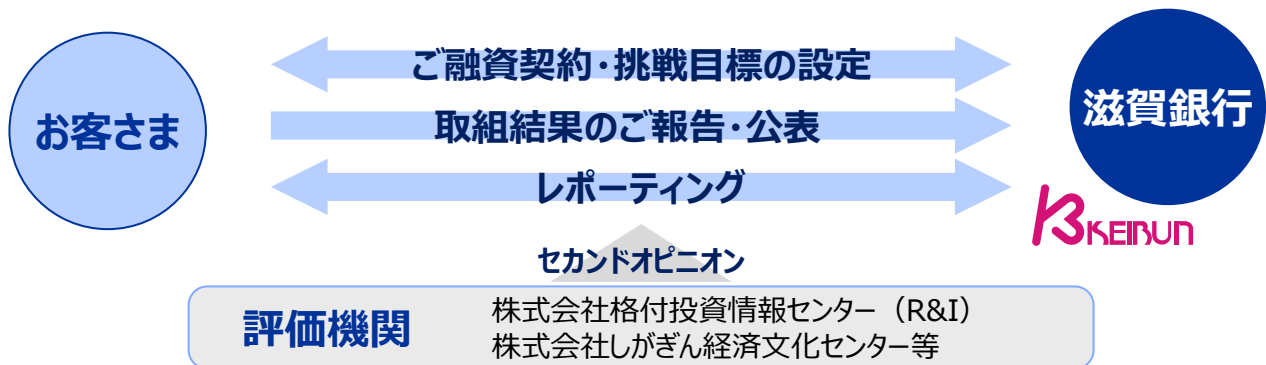 ご融資契約・挑戦目標の設定
お客さま
取組結果のご報告・公表
滋賀銀行
レポーティング
KEIBUN
セカンドオピニオン
評価機関
株式会社格付投資情報センター（R&I）
株式会社しがぎん経済文化センター等